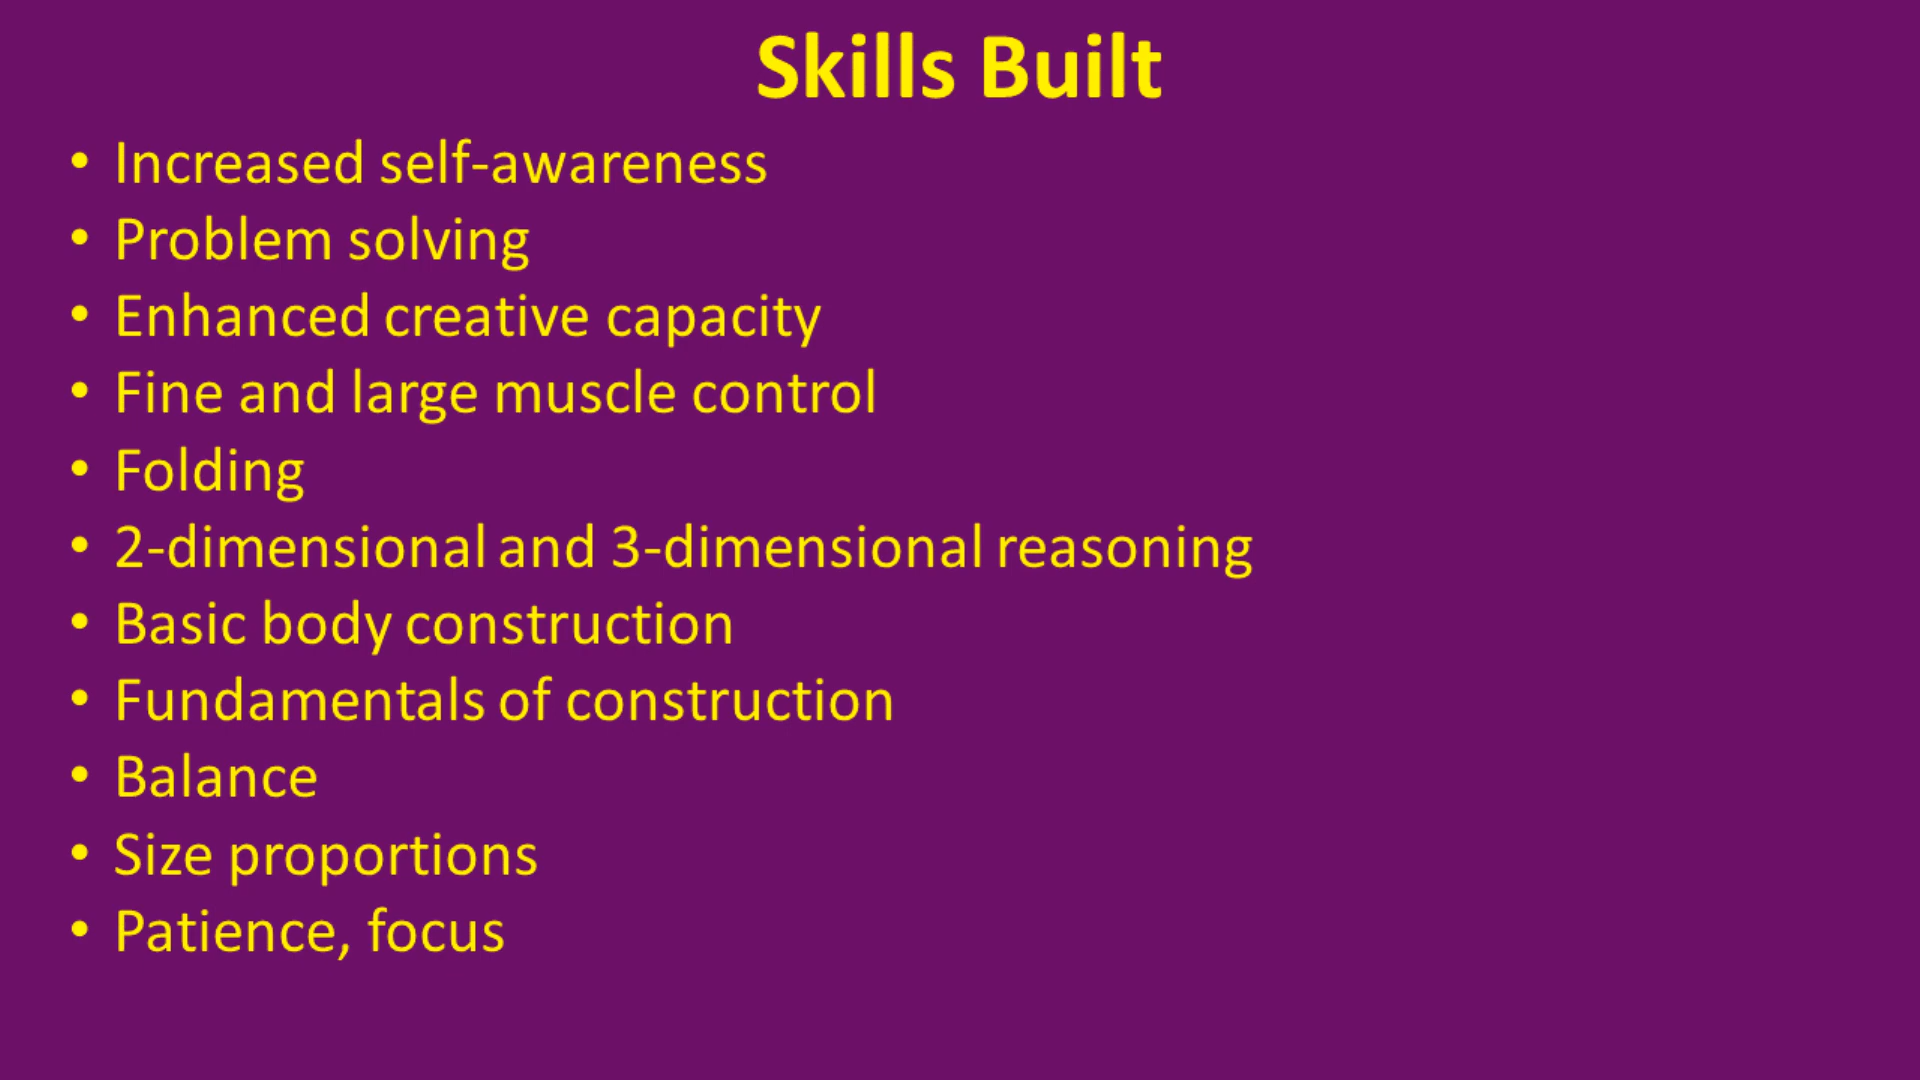 Skills Built
• Increased self-awareness
• Problem solving
• Enhanced creative capacity
• Fine and large muscle control
• Folding
• 2-dimensional and 3-dimensional reasoning
• Basic body construction
• Fundamentals of construction
• Balance
• Size proportions
• Patience, focus